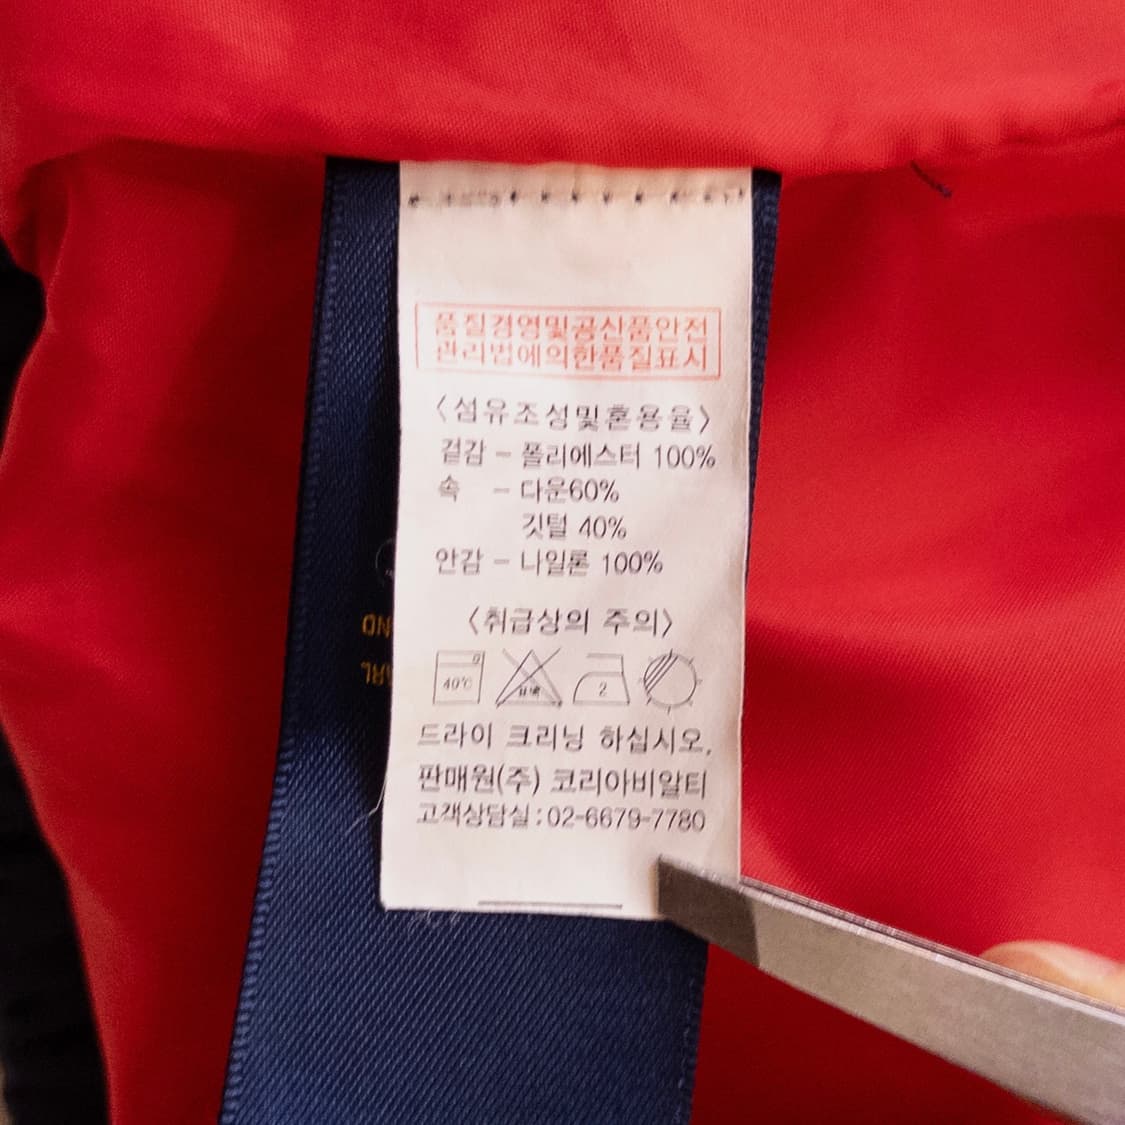 품질경영및공산품안전
관리법에의한품질표시
〈섬유조성및혼용율〉
겉감 - 폴리에스터 100%
속 - 다운60%
깃털 40%
안감 - 나일론 100%
〈취급상의 주의〉
40℃
표백
2
드라이 크리닝 하십시오.
판매원(주) 코리아비알티
고객상담실:02-6679-7780